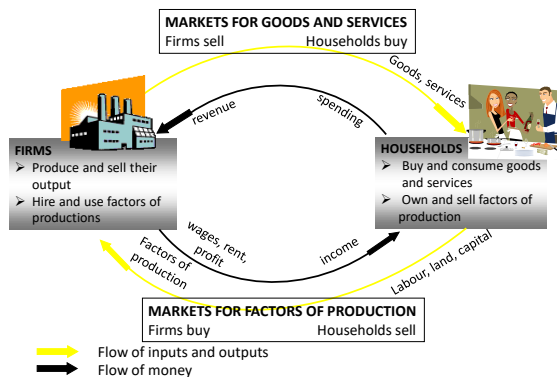 MARKETS FOR GOODS AND SERVICES
Firms sell Households buy
Goods, services
revenue
spending
FIRMS
➢ Produce and sell their
output
➢ Hire and use factors of
productions
HOUSEHOLDS
➢ Buy and consume goods
and services
➢ Own and sell factors of
production
wages, rent,
profit
Factors of
production
income
Labour, land, capital
MARKETS FOR FACTORS OF PRODUCTION
Firms buy Households sell
Flow of inputs and outputs
Flow of money